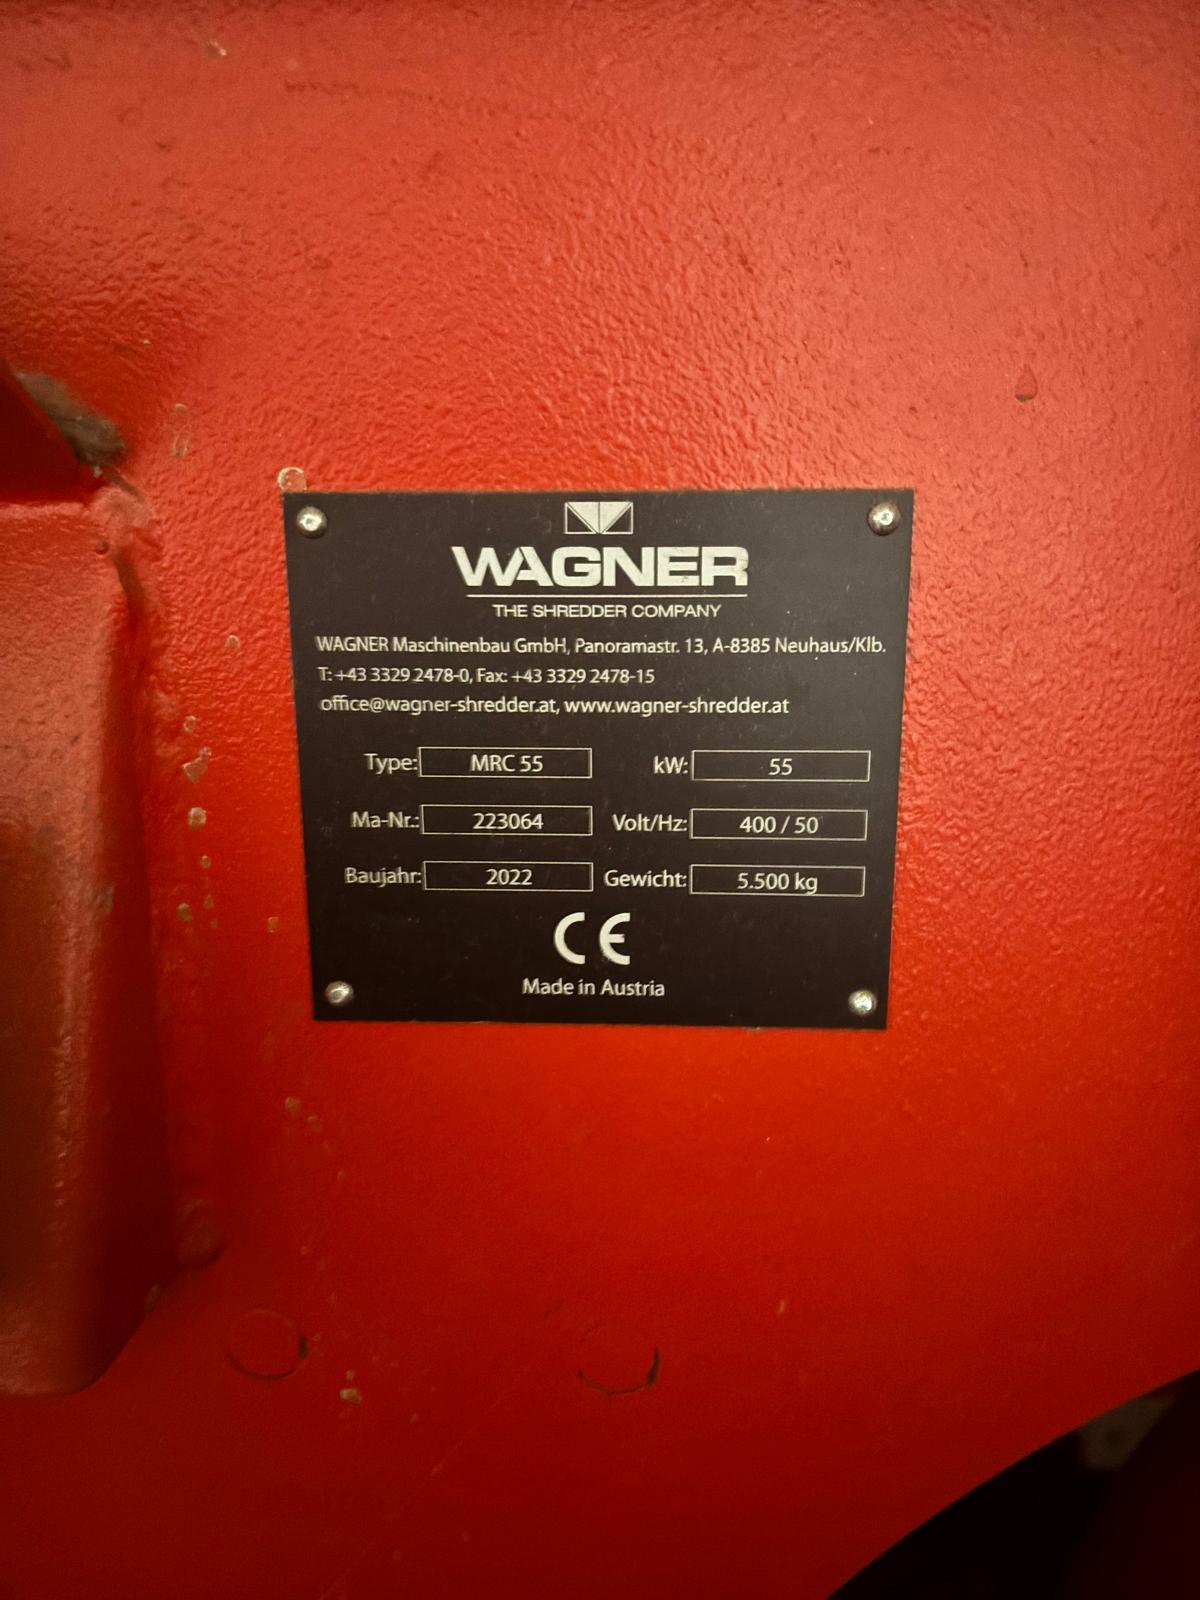 WAGNER
THE SHREDDER COMPANY
WAGNER Maschinenbau GmbH, Panoramastr. 13, A-8385 Neuhaus/Klb.
T: +43 3329 2478-0, Fax: +43 3329 2478-15
office@wagner-shredder.at, www.wagner-shredder.at
Type: MRC 55 kW: 55
Ma-Nr.: 223064 Volt/Hz: 400 / 50
Baujahr: 2022 Gewicht: 5.500 kg
CE
Made in Austria